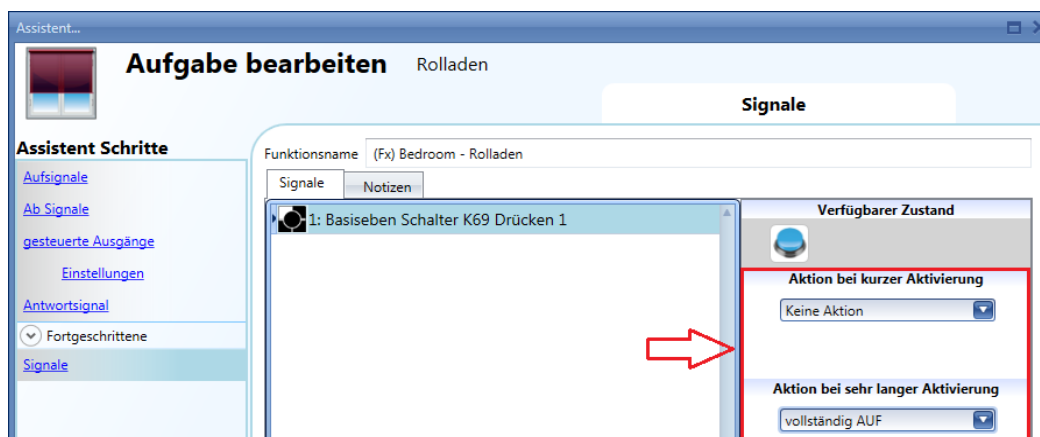 Assistent...
Aufgabe bearbeiten Rolladen
Signale
Assistent Schritte
Aufsignale
Ab Signale
gesteuerte Ausgänge
Einstellungen
Antwortsignal
Fortgeschrittene
Signale
Funktionsname (Fx) Bedroom - Rolladen
Signale Notizen
1: Basiseben Schalter K69 Drücken 1
Verfügbarer Zustand
Aktion bei kurzer Aktivierung
Keine Aktion
Aktion bei sehr langer Aktivierung
vollständig AUF